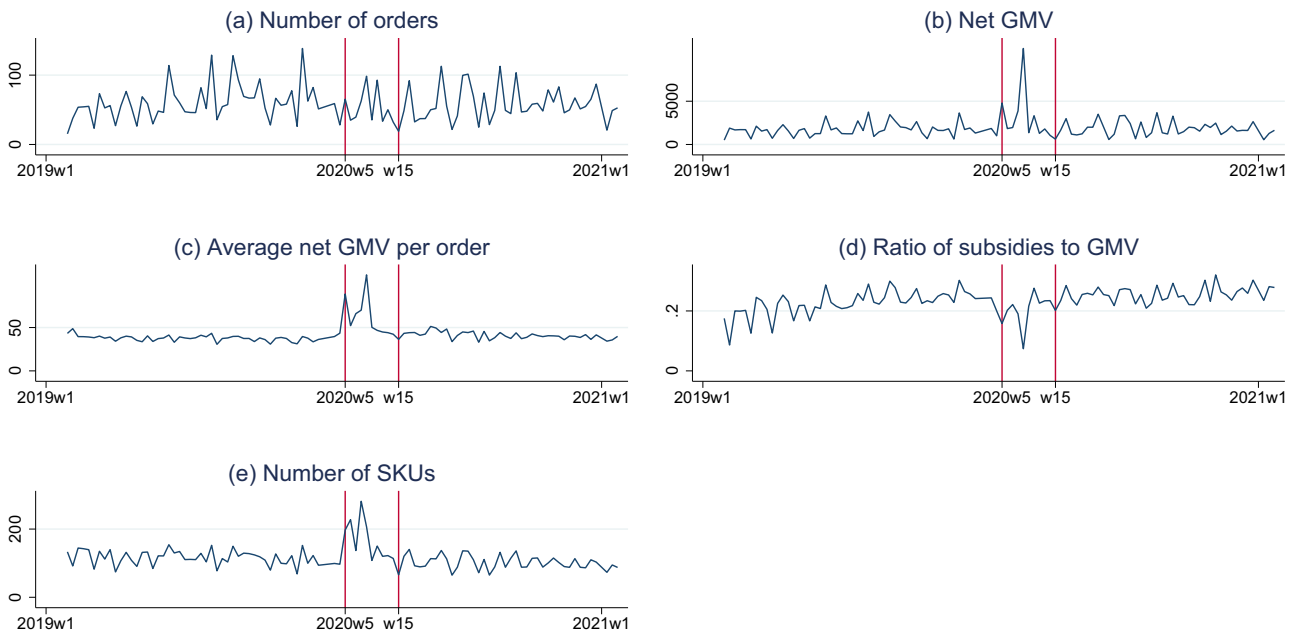 (a) Number of orders
100
0
2019w1 2020w5 w15 2021w1
(b) Net GMV
5000
0
2019w1 2020w5 w15 2021w1
(c) Average net GMV per order
50
0
2019w1 2020w5 w15 2021w1
(d) Ratio of subsidies to GMV
.2
0
2019w1 2020w5 w15 2021w1
(e) Number of SKUs
200
0
2019w1 2020w5 w15 2021w1